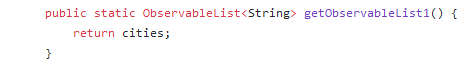 public static ObservableList<String> getObservableList1() {
return cities;
}